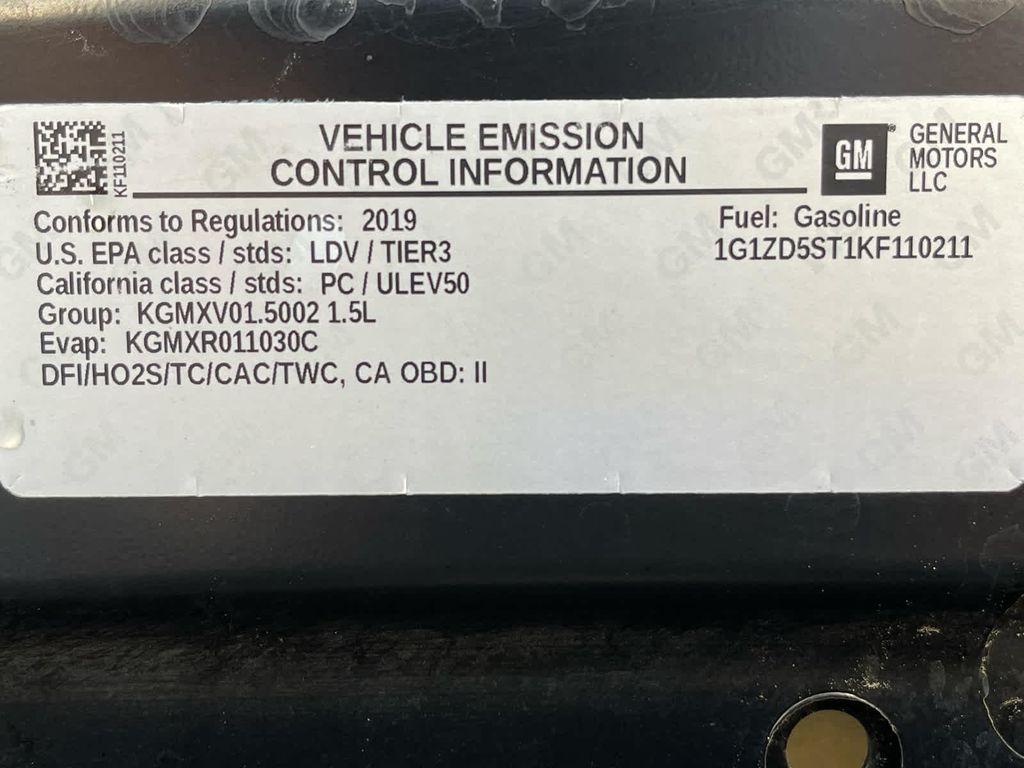 KF110211
VEHICLE EMISSION
CONTROL INFORMATION
GM
GENERAL
MOTORS
LLC
Conforms to Regulations: 2019
U.S. EPA class / stds: LDV / TIER3
California class / stds: PC / ULEV50
Group: KGMXV01.5002 1.5L
Evap: KGMXR011030C
DFI/HO2S/TC/CAC/TWC, CA OBD: II
Fuel: Gasoline
1G1ZD5ST1KF110211